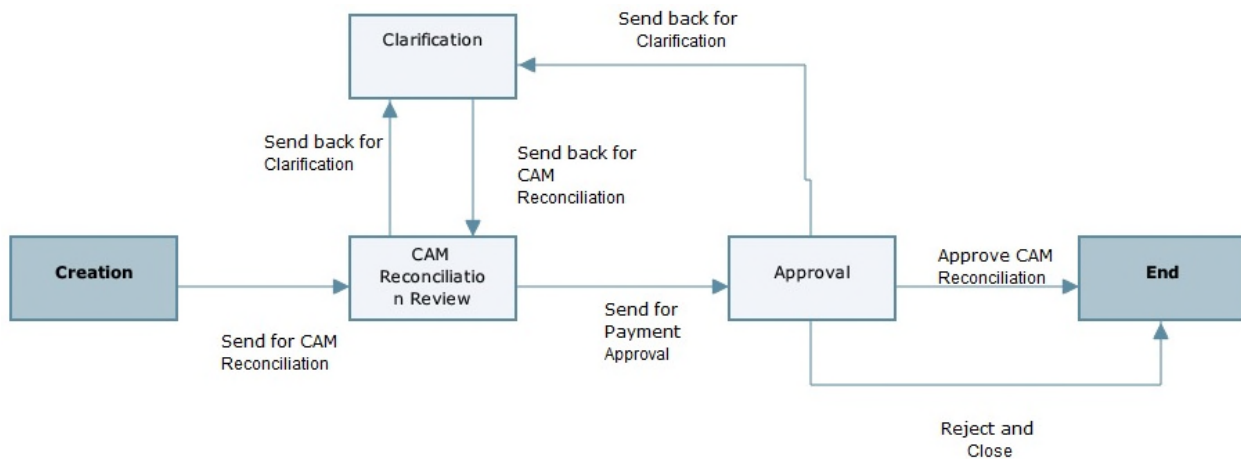 Send back for
Clarification
Clarification
Send back for
Clarification
Send back for
CAM
Reconciliation
Creation
CAM
Reconciliatio
n Review
Approval
Approve CAM
Reconciliation
End
Send for CAM
Reconciliation
Send for
Payment
Approval
Reject and
Close